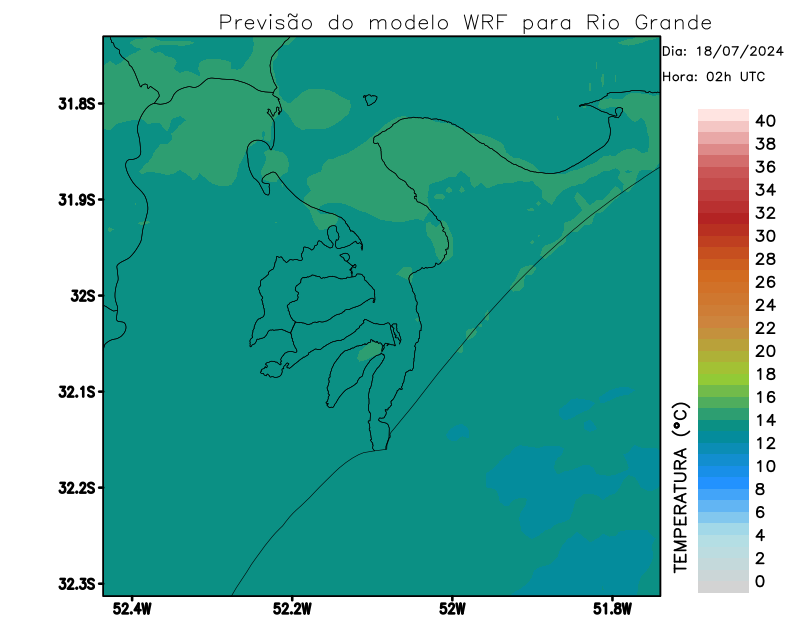 Previsão do modelo WRF para Rio Grande
Dia: 18/07/2024
Hora: 02h UTC
31.8S
31.9S
32S
32.1S
32.2S
32.3S
52.4W
52.2W
52W
51.8W
TEMPERATURA (°C)
40
38
36
34
32
30
28
26
24
22
20
18
16
14
12
10
8
6
4
2
0